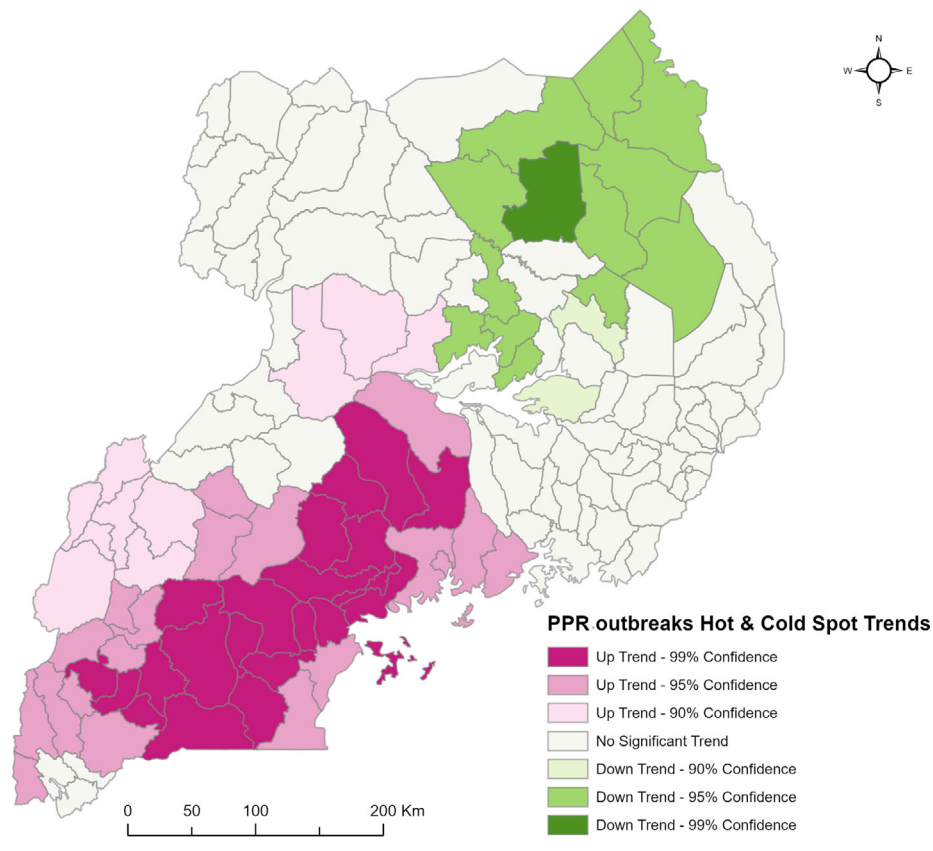 N
W E
S
PPR outbreaks Hot & Cold Spot Trends
Up Trend - 99% Confidence
Up Trend - 95% Confidence
Up Trend - 90% Confidence
No Significant Trend
Down Trend - 90% Confidence
Down Trend - 95% Confidence
Down Trend - 99% Confidence
0 50 100 200 Km